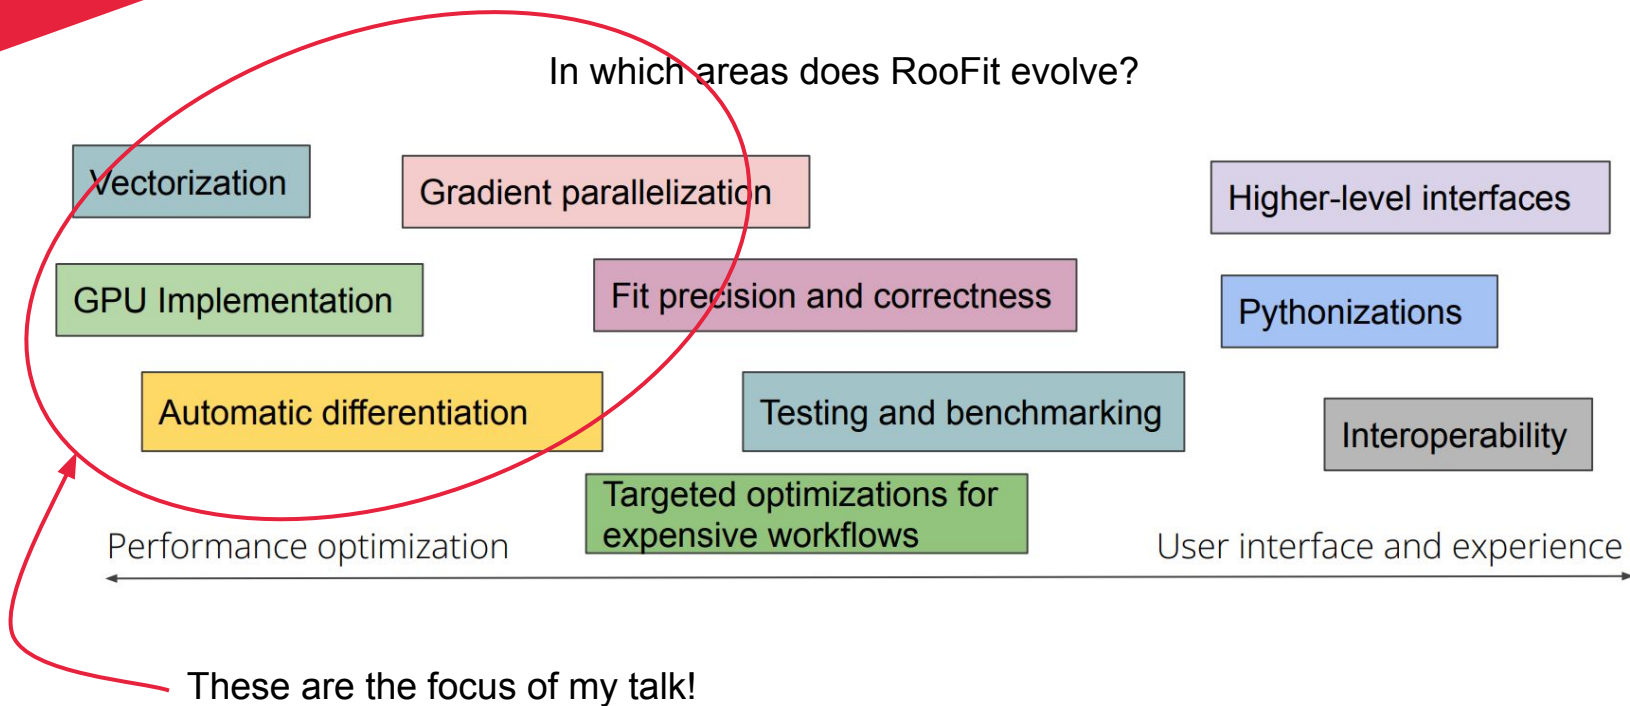 In which areas does RooFit evolve?
Vectorization
Gradient parallelization
Higher-level interfaces
GPU Implementation
Fit precision and correctness
Pythonizations
Automatic differentiation
Testing and benchmarking
Interoperability
Targeted optimizations for
expensive workflows
Performance optimization
User interface and experience
These are the focus of my talk!